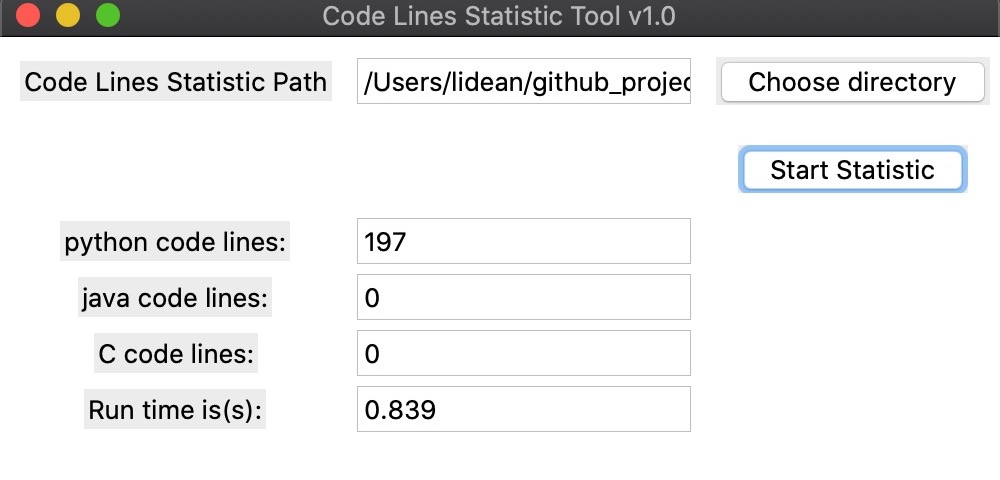 Code Lines Statistic Tool v1.0
Code Lines Statistic Path /Users/lidean/github_projec Choose directory
Start Statistic
python code lines: 197
java code lines: 0
C code lines: 0
Run time is(s): 0.839